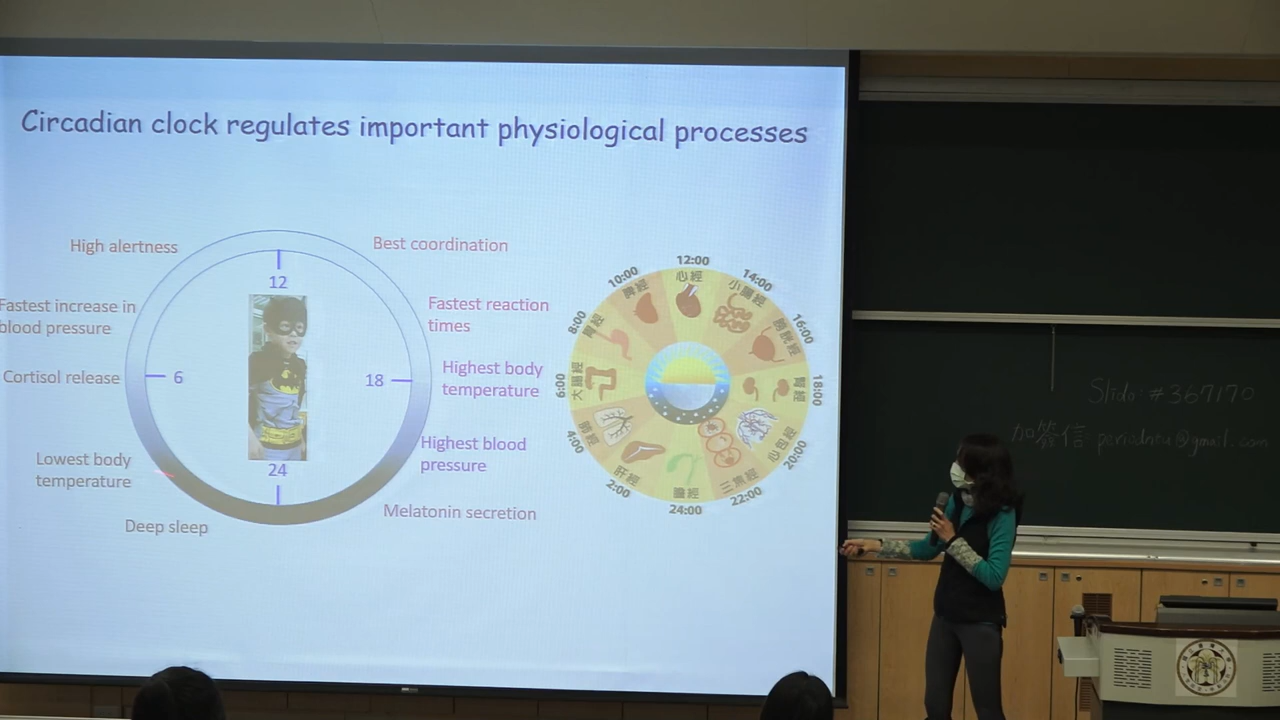 Circadian clock regulates important physiological processes
High alertness
Best coordination
12
Fastest increase in
blood pressure
Fastest reaction
times
Cortisol release
6
18
Highest body
temperature
Lowest body
temperature
24
Highest blood
pressure
Deep sleep
Melatonin secretion
12:00
心經
14:00
小腸經
16:00
膀胱經
18:00
腎經
20:00
心包經
22:00
三焦經
24:00
膽經
2:00
肝經
4:00
肺經
6:00
大腸經
8:00
胃經
10:00
脾經
Slido: #367170
加簽信: periodntu@gmail.com